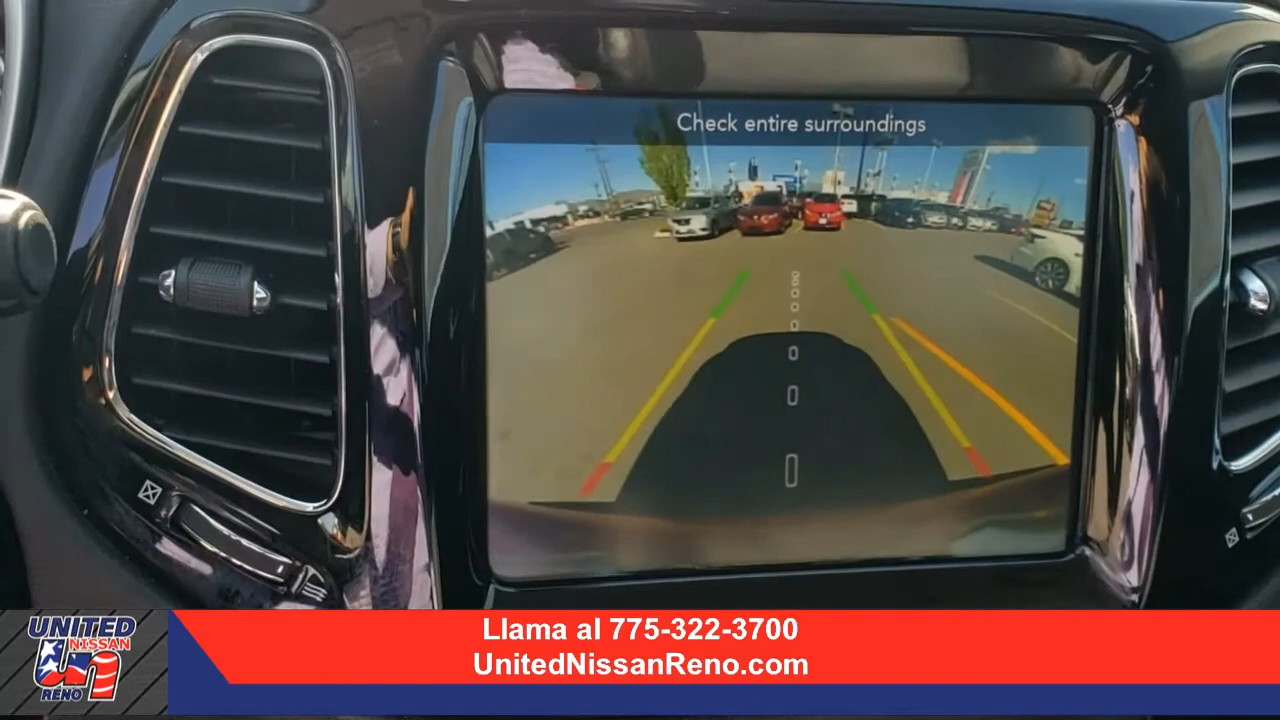 Check entire surroundings
Llama al 775-322-3700
UnitedNissanReno.com
UNITED
NISSAN
RENO